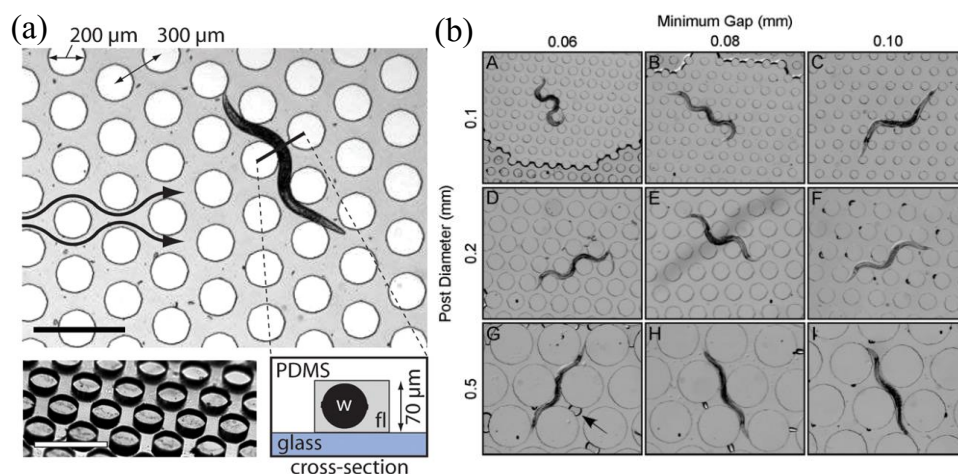 (a)
200 µm
300 µm
PDMS
w
fl
70 µm
glass
cross-section
(b)
Minimum Gap (mm)
0.06
0.08
0.10
Post Diameter (mm)
0.1
A
B
C
0.2
D
E
F
0.5
G
H
I